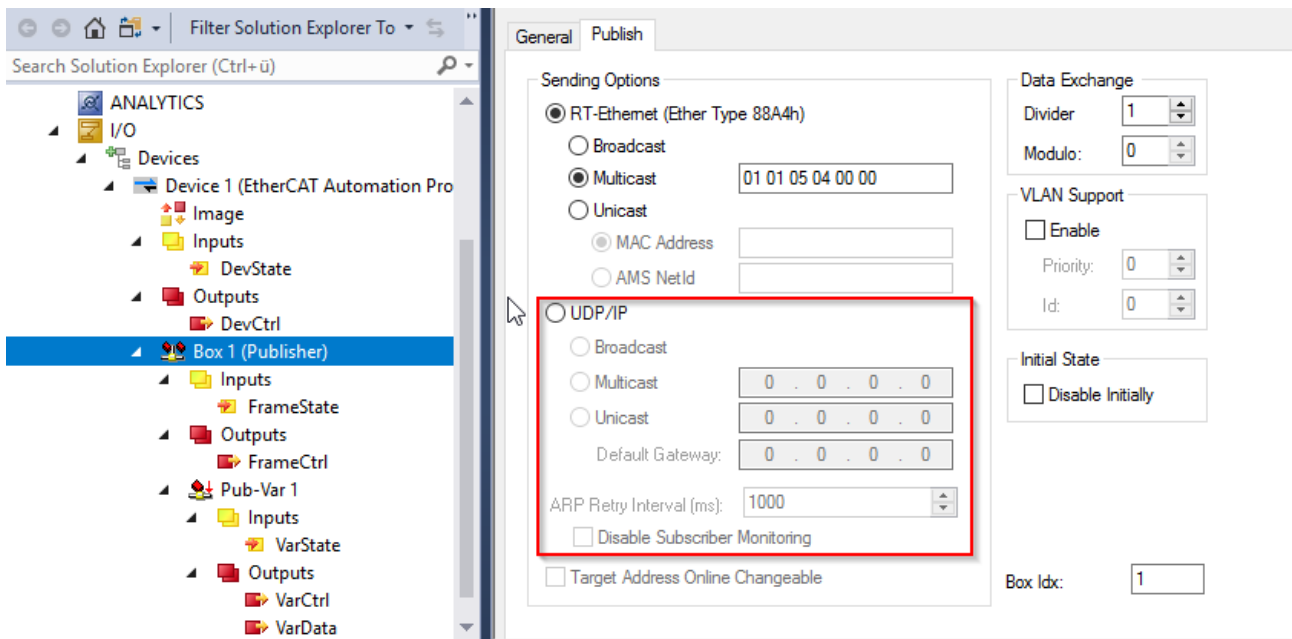 Filter Solution Explorer To
Search Solution Explorer (Ctrl+ü)
ANALYTICS
I/O
Devices
Device 1 (EtherCAT Automation Pro
Image
Inputs
DevState
Outputs
DevCtrl
Box 1 (Publisher)
Inputs
FrameState
Outputs
FrameCtrl
Pub-Var 1
Inputs
VarState
Outputs
VarCtrl
VarData
General Publish
Sending Options
RT-Ethernet (Ether Type 88A4h)
Broadcast
Multicast 01 01 05 04 00 00
Unicast
MAC Address
AMS NetId
UDP/IP
Broadcast
Multicast 0 . 0 . 0 . 0
Unicast 0 . 0 . 0 . 0
Default Gateway: 0 . 0 . 0 . 0
ARP Retry Interval (ms): 1000
Disable Subscriber Monitoring
Target Address Online Changeable
Data Exchange
Divider 1
Modulo: 0
VLAN Support
Enable
Priority: 0
Id: 0
Initial State
Disable Initially
Box Idx: 1